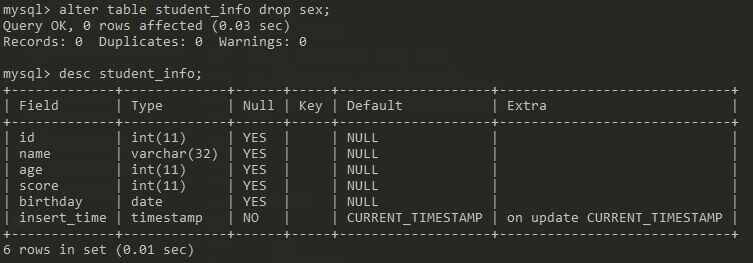 mysql> alter table student_info drop sex;
Query OK, 0 rows affected (0.03 sec)
Records: 0  Duplicates: 0  Warnings: 0

mysql> desc student_info;
+-------------+-------------+------+-----+-------------------+-----------------------------+
| Field       | Type        | Null | Key | Default           | Extra                       |
+-------------+-------------+------+-----+-------------------+-----------------------------+
| id          | int(11)     | YES  |     | NULL              |                             |
| name        | varchar(32) | YES  |     | NULL              |                             |
| age         | int(11)     | YES  |     | NULL              |                             |
| score       | int(11)     | YES  |     | NULL              |                             |
| birthday    | date        | YES  |     | NULL              |                             |
| insert_time | timestamp   | NO   |     | CURRENT_TIMESTAMP | on update CURRENT_TIMESTAMP |
+-------------+-------------+------+-----+-------------------+-----------------------------+
6 rows in set (0.01 sec)